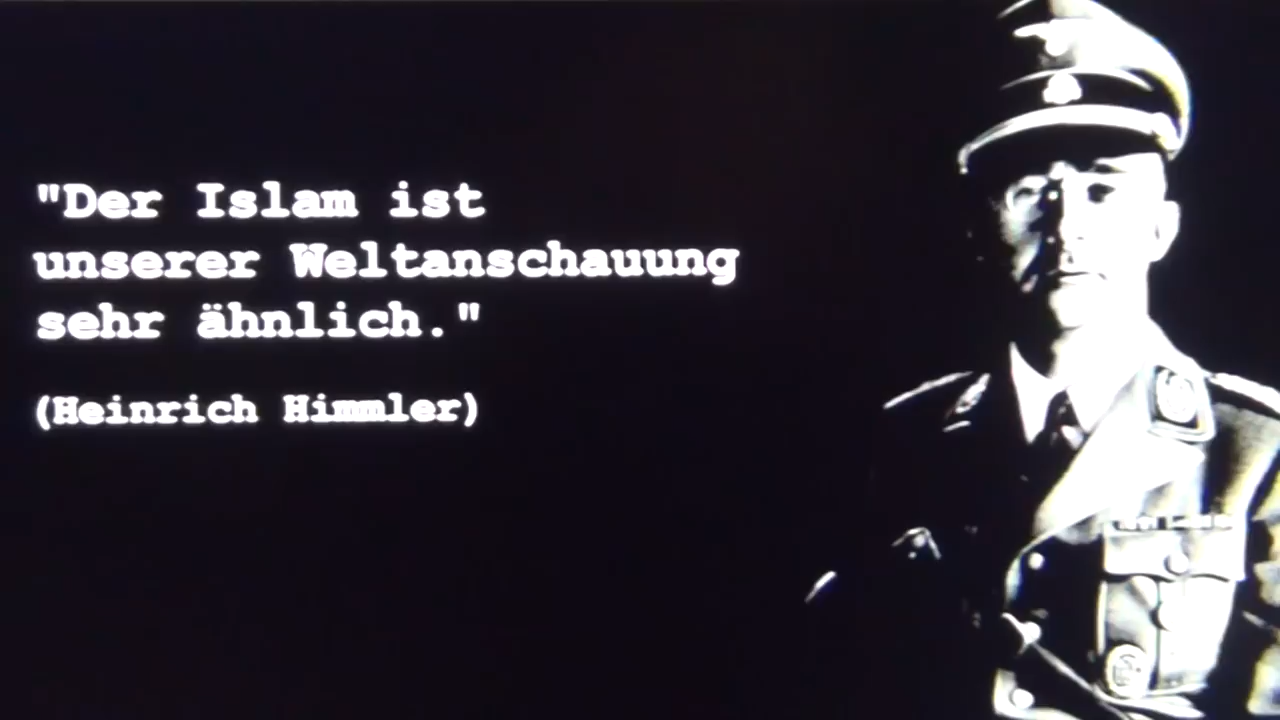 "Der Islam ist
unserer Weltanschauung
sehr ähnlich."
(Heinrich Himmler)